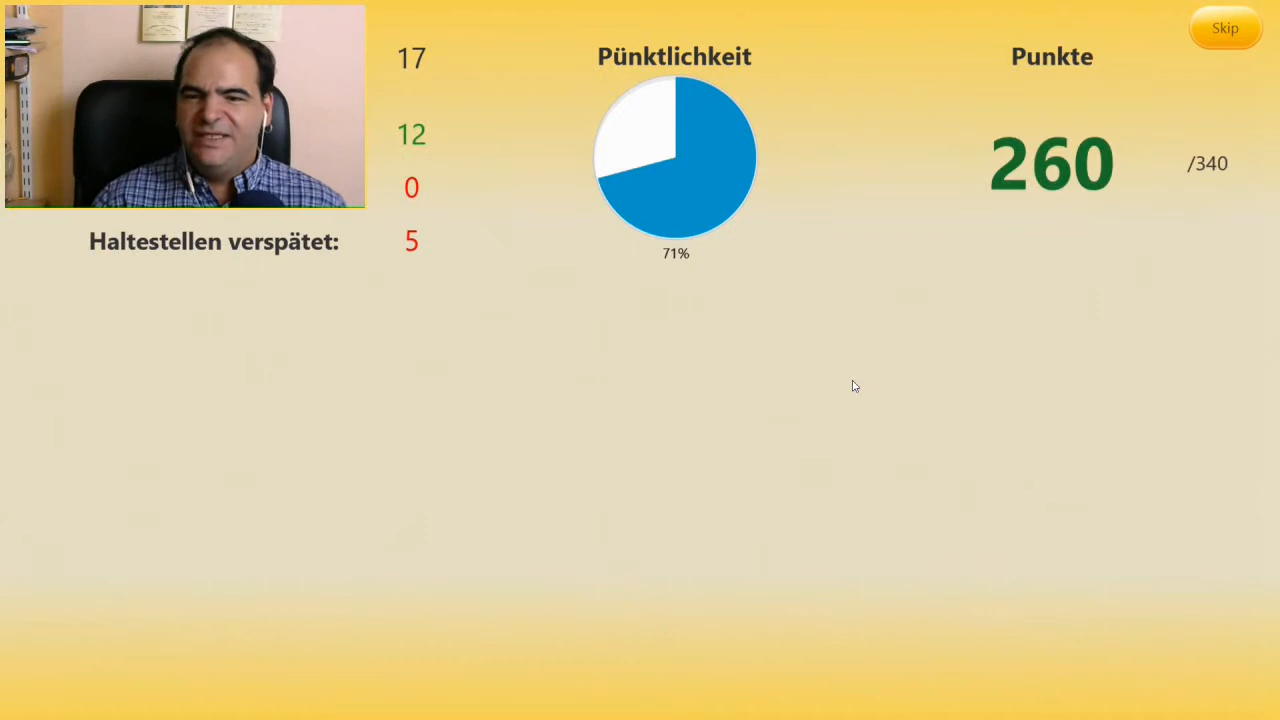 Skip
17
Pünktlichkeit
Punkte
12
260
/340
0
Haltestellen verspätet:
5
71%